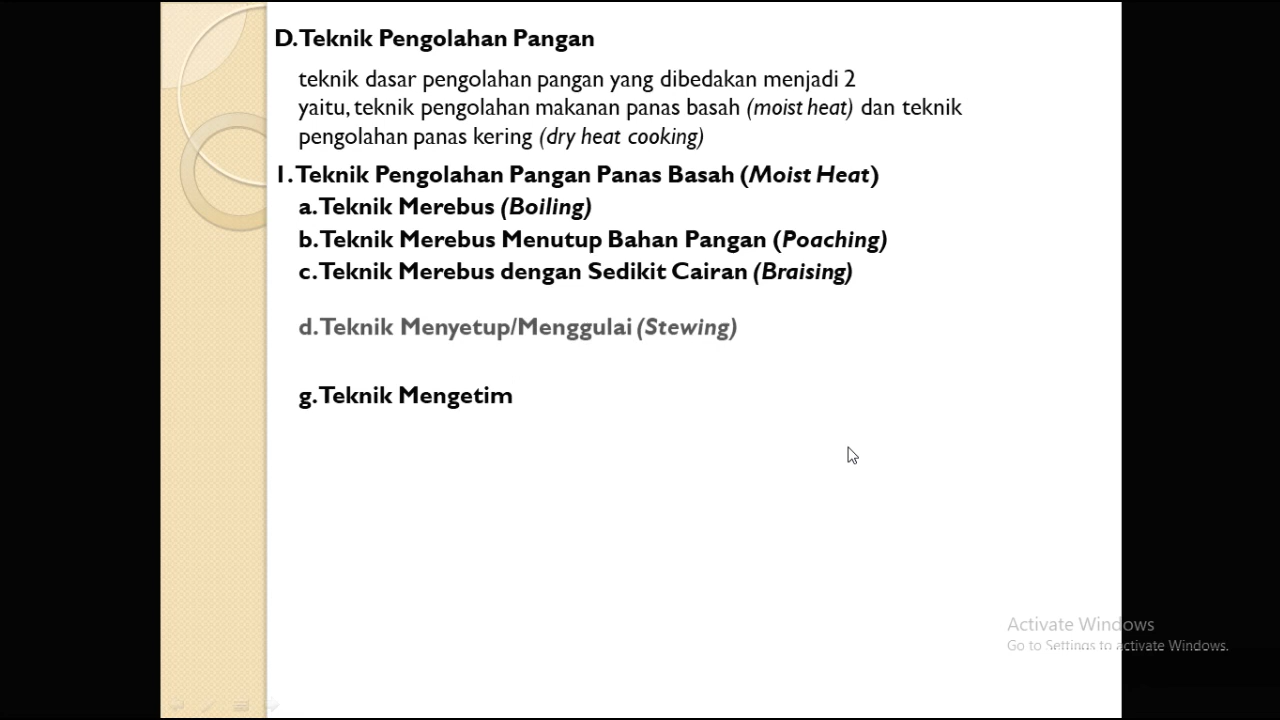 D. Teknik Pengolahan Pangan
teknik dasar pengolahan pangan yang dibedakan menjadi 2
yaitu, teknik pengolahan makanan panas basah (moist heat) dan teknik
pengolahan panas kering (dry heat cooking)
1. Teknik Pengolahan Pangan Panas Basah (Moist Heat)
a. Teknik Merebus (Boiling)
b. Teknik Merebus Menutup Bahan Pangan (Poaching)
c. Teknik Merebus dengan Sedikit Cairan (Braising)
d. Teknik Menyetup/Menggulai (Stewing)
g. Teknik Mengetim
Activate Windows
Go to Settings to activate Windows.